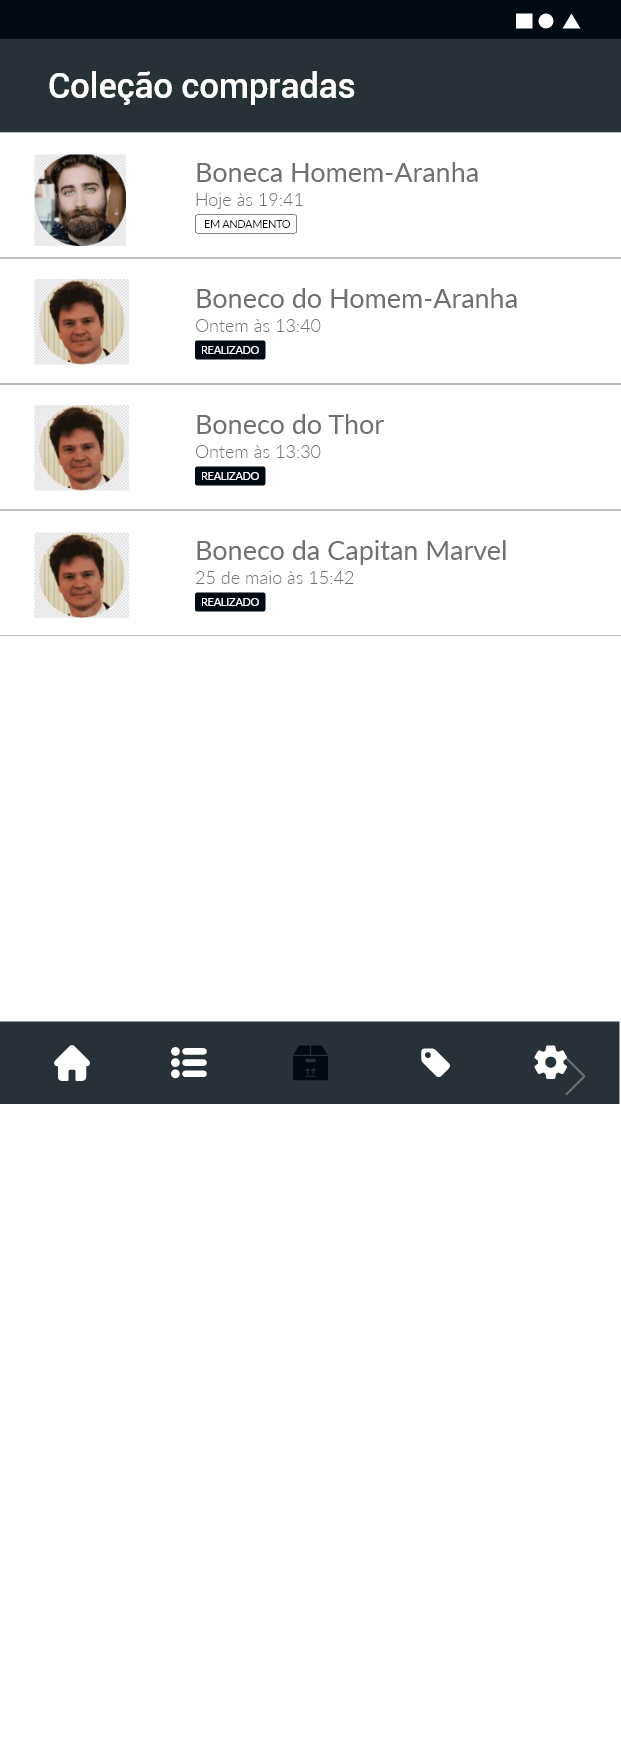 Coleção compradas
Boneca Homem-Aranha
Hoje às 19:41
EM ANDAMENTO
Boneco do Homem-Aranha
Ontem às 13:40
REALIZADO
Boneco do Thor
Ontem às 13:30
REALIZADO
Boneco da Capitan Marvel
25 de maio às 15:42
REALIZADO